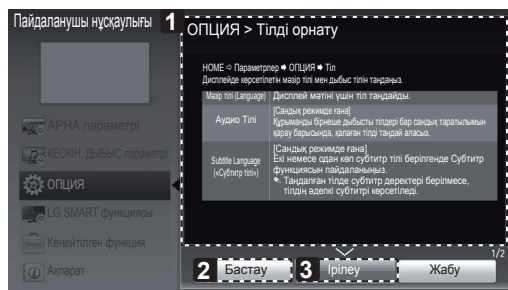 Пайдаланушы нұсқаулығы
1
ОПЦИЯ > Тілді орнату
HOME ⇨ Параметрлер ➡ ОПЦИЯ ➡ Тіл
Дисплейде көрсетілетін мәзір тілі мен дыбыс тілін таңдаңыз.
Мәзір тілі (Language) Дисплей мәтіні үшін тіл таңдайды.
Аудио Тілі
[Сандық режимде ғана]
Құрыманды бірнеше дыбысты тілдері бар сандық таратылымын
қарау барысында, қалаған тілді таңдай аласыз.
Subtitle Language
(«Субтитр тілі»)
[Сандық режимде ғана]
Екі немесе одан көп субтитр тілі берілгенде Субтитр
функциясын пайдаланыңыз.
Таңдалған тілде субтитр деректері берілмесе,
тілдің әдепкі субтитрі көрсетіледі.
АРНА параметрі
КЕСКІН, ДЫБЫС параметрі
ОПЦИЯ
LG SMART функциясы
Кеңейтілген функция
Ақпарат
1/2
2 Бастау
3 Ірілеу
Жабу